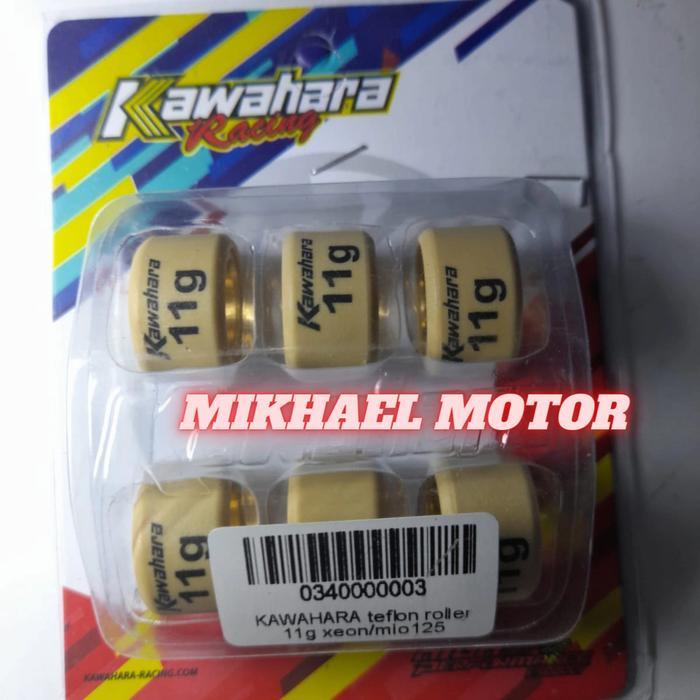 Kawahara
Racing
Kawahara
11g
Kawahara
11g
Kawahara
11g
MIKHAEL MOTOR
Kawahara
11g
11g
0340000003
KAWAHARA teflon roller
11g xeon/mio125
KAWAHARA-RACING.COM